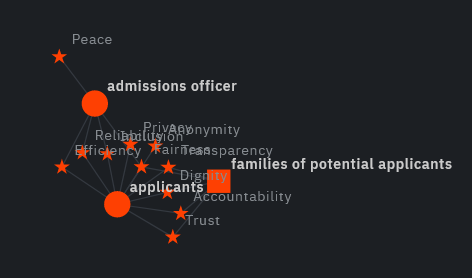 Peace
admissions officer
Privacy
Anonymity
Reliability
Inclusion
Efficiency
Fairness
Transparency
families of potential applicants
Dignity
applicants
Accountability
Trust